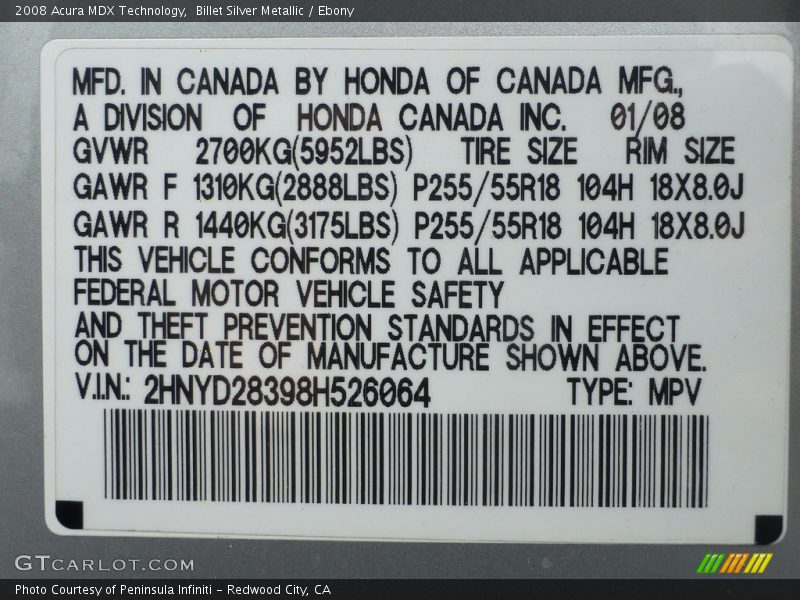 2008 Acura MDX Technology,  Billet Silver Metallic / Ebony
MFD. IN CANADA BY HONDA OF CANADA MFG.,
A DIVISION OF HONDA CANADA INC. 01/08
GVWR 2700KG(5952LBS) TIRE SIZE RIM SIZE
GAWR F 1310KG(2888LBS) P255/55R18 104H 18X8.0J
GAWR R 1440KG(3175LBS) P255/55R18 104H 18X8.0J
THIS VEHICLE CONFORMS TO ALL APPLICABLE
FEDERAL MOTOR VEHICLE SAFETY
AND THEFT PREVENTION STANDARDS IN EFFECT
ON THE DATE OF MANUFACTURE SHOWN ABOVE.
V.I.N.: 2HNYD28398H526064 TYPE: MPV
GTCARLOT.COM
Photo Courtesy of Peninsula Infiniti – Redwood City, CA